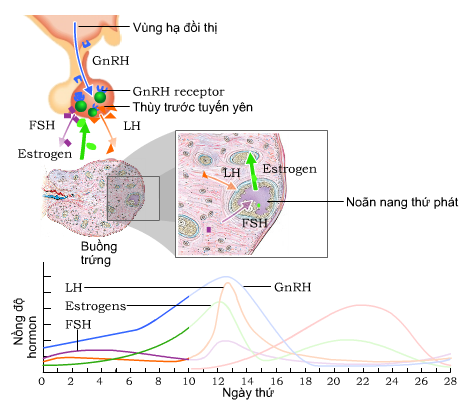 Vùng hạ đồi thị
GnRH
GnRH receptor
Thùy trước tuyến yên
FSH
LH
Estrogen
LH
Estrogen
Noãn nang thứ phát
FSH
Buồng
trứng
LH
GnRH
Estrogens
FSH
Nồng độ
hormon
0 2 4 6 8 10 12 14 16 18 20 22 24 26 28
Ngày thứ